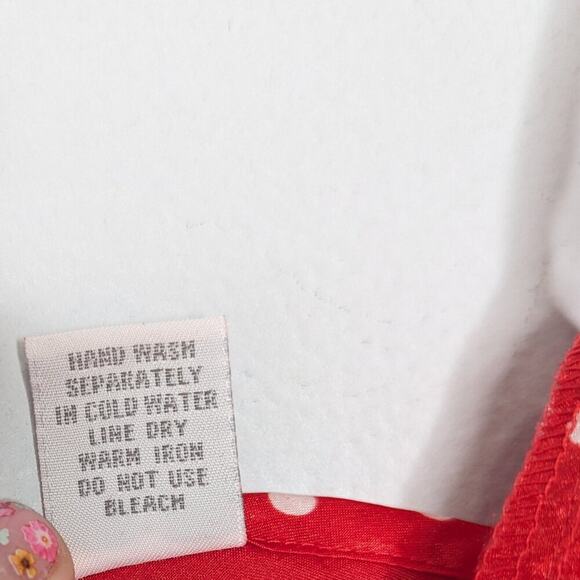 HAND WASH
SEPARATELY
IN COLD WATER
LINE DRY
WARM IRON
DO NOT USE
BLEACH